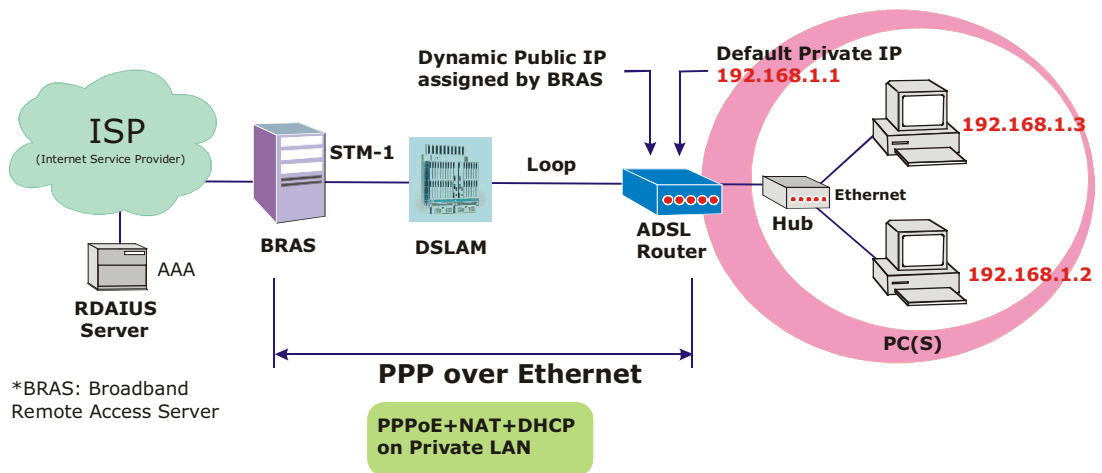 Dynamic Public IP
assigned by BRAS
Default Private IP
192.168.1.1
ISP
(Internet Service Provider)
STM-1
Loop
192.168.1.3
Ethernet
BRAS
DSLAM
ADSL
Router
Hub
192.168.1.2
AAA
RDAIUS
Server
PC(S)
PPP over Ethernet
*BRAS: Broadband
Remote Access Server
PPPoE+NAT+DHCP
on Private LAN